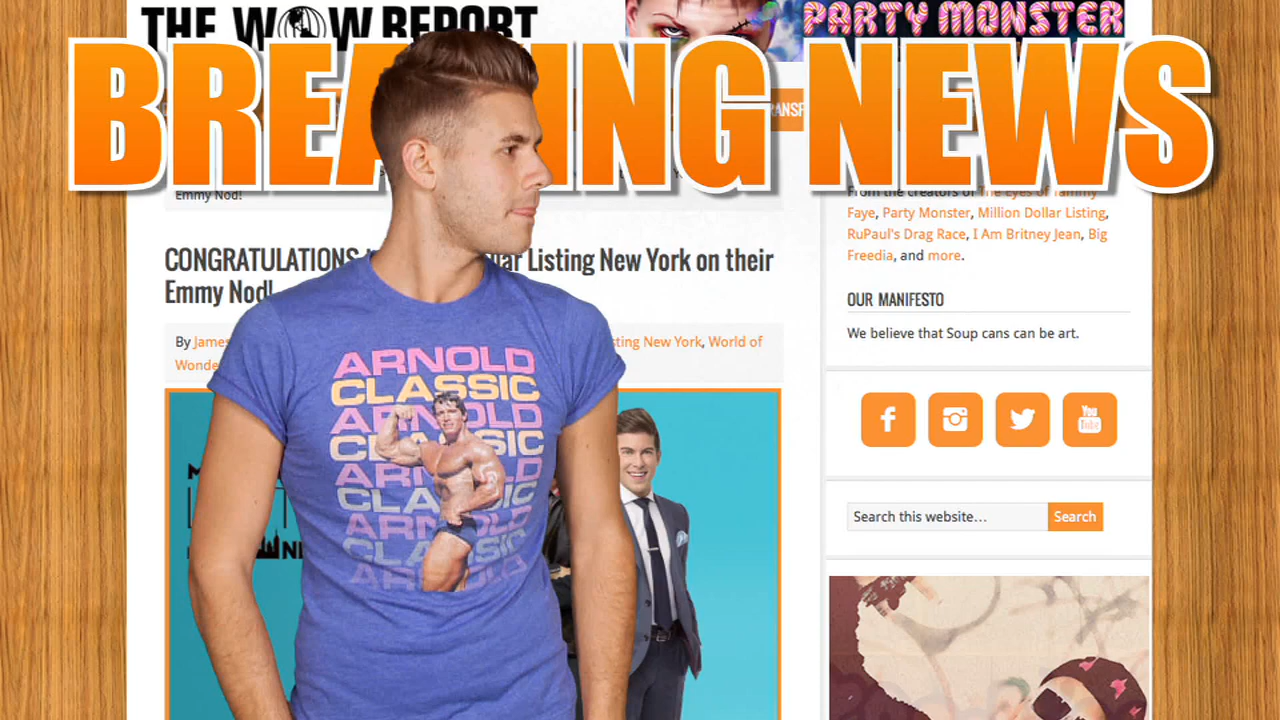 THE WOW REPORT
PARTY MONSTER
BREAKING NEWS
Emmy Nod!
From the creators of The Eyes of Tammy
Faye, Party Monster, Million Dollar Listing,
RuPaul's Drag Race, I Am Britney Jean, Big
Freedia, and more.
CONGRATULATIONS Listing New York on their
Emmy Nod!
OUR MANIFESTO
We believe that Soup cans can be art.
By James sting New York, World of
Wonde
ARNOLD
CLASSIC
ARNOLD
CLASSIC
ARNOLD
CLASSIC
ARNOLD
CLASSIC
ARNOLD
You
Tube
Search this website... Search